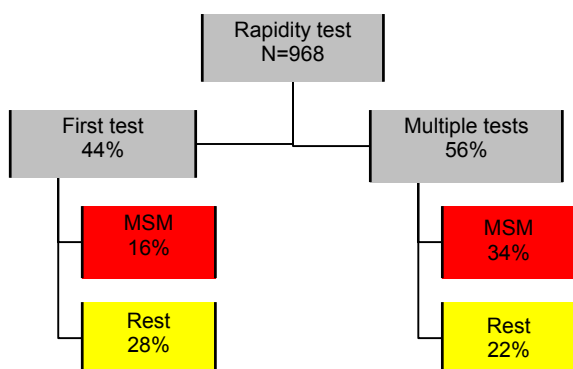 Rapidity test
N=968
First test
44%
Multiple tests
56%
MSM
16%
MSM
34%
Rest
28%
Rest
22%